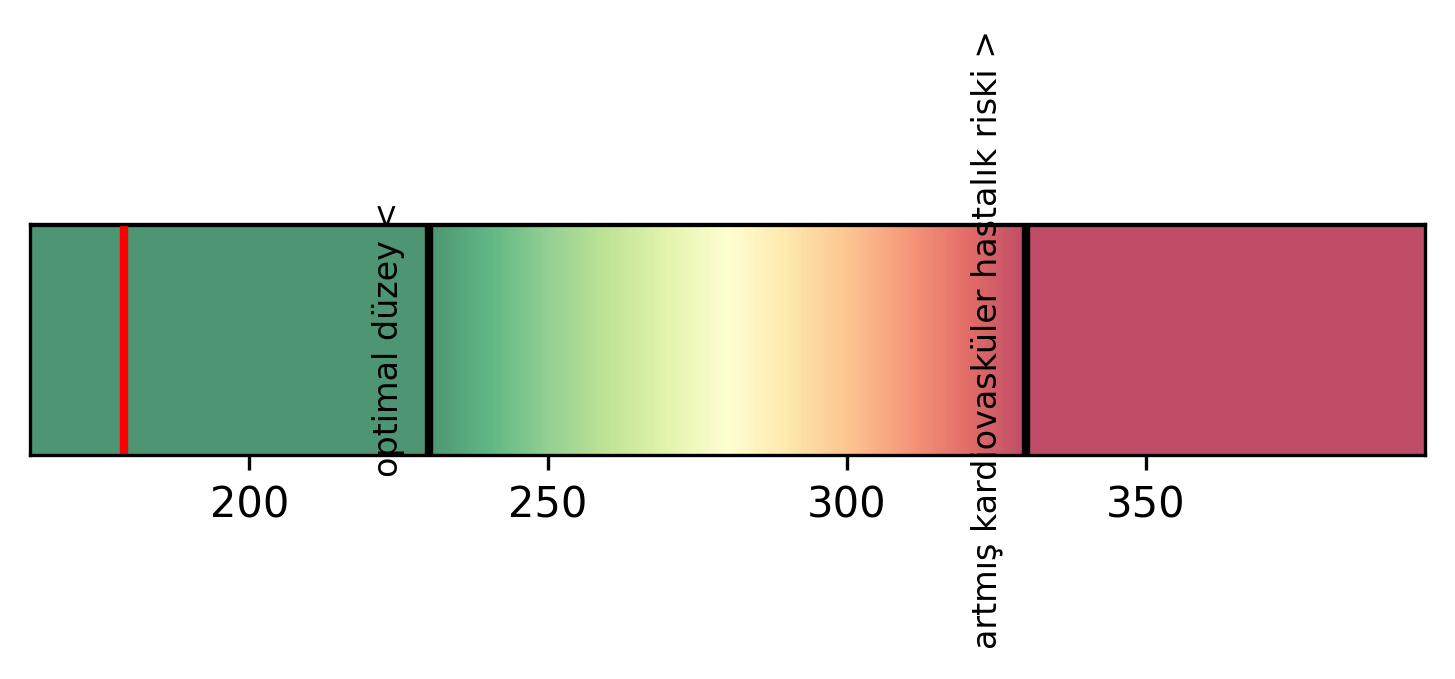 optimal düzey <
artmış kardiovasküler hastalık riski >
200
250
300
350